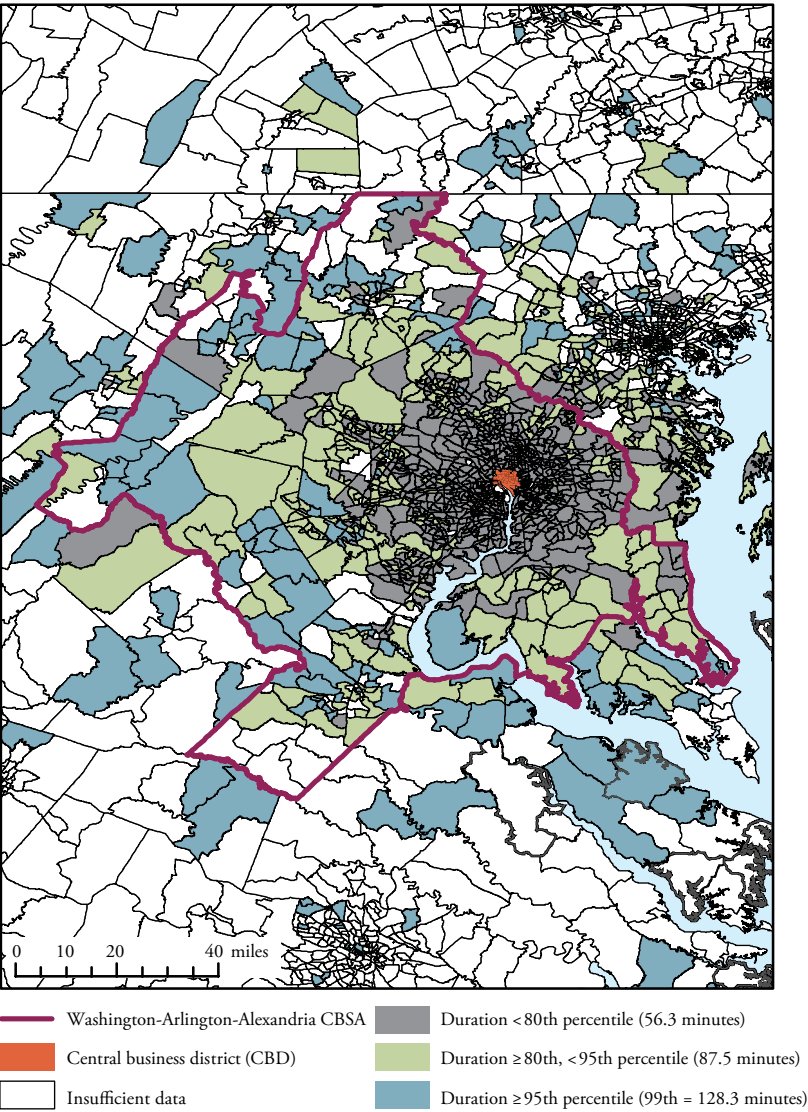 0 10 20 40 miles
Washington-Arlington-Alexandria CBSA
Duration <80th percentile (56.3 minutes)
Central business district (CBD)
Duration ≥80th, <95th percentile (87.5 minutes)
Insufficient data
Duration ≥95th percentile (99th = 128.3 minutes)